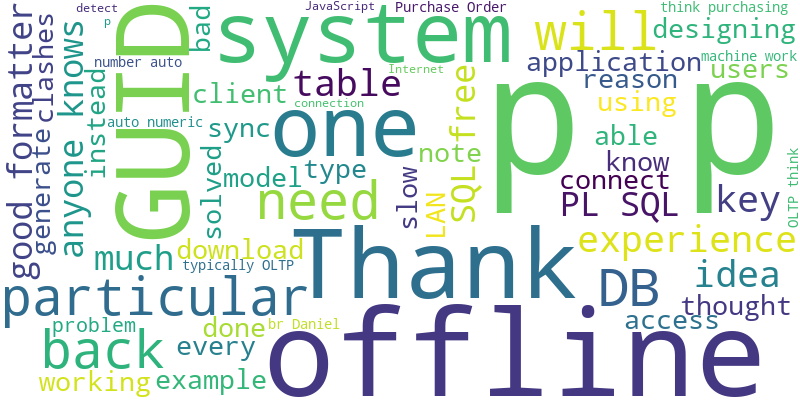 detect
p
JavaScript
Purchase Order
think purchasing
good formatter
clashes
anyone knows
GUID
bad
system
will
designing
number auto
application
machine work
Internet
reason
users
instead
client
table
connection
free
p p
using
auto numeric
sync
one
able
generate
solved
model
type
note
SQL
know
OLTP think
slow
connect
LAN
need
PL SQL
key
much
download
Thank
experience
typically OLTP
particular
DB
idea
thought
problem
done
br Daniel
access
back
every
offline
working
example